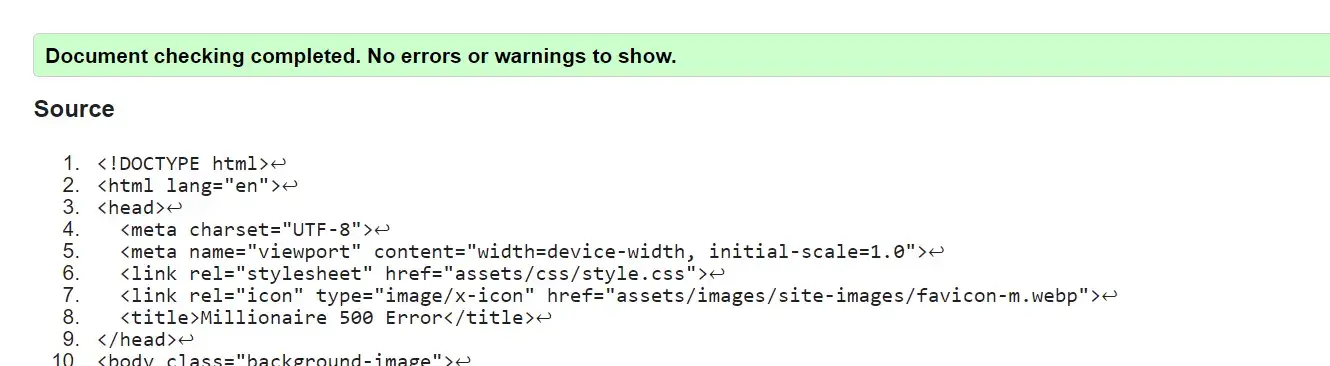 Document checking completed. No errors or warnings to show.
Source
1. <!DOCTYPE html>↩
2. <html lang="en">↩
3. <head>↩
4. <meta charset="UTF-8">↩
5. <meta name="viewport" content="width=device-width, initial-scale=1.0">↩
6. <link rel="stylesheet" href="assets/css/style.css">↩
7. <link rel="icon" type="image/x-icon" href="assets/images/site-images/favicon-m.webp">↩
8. <title>Millionaire 500 Error</title>↩
9. </head>↩
10. <body class="background-image">↩